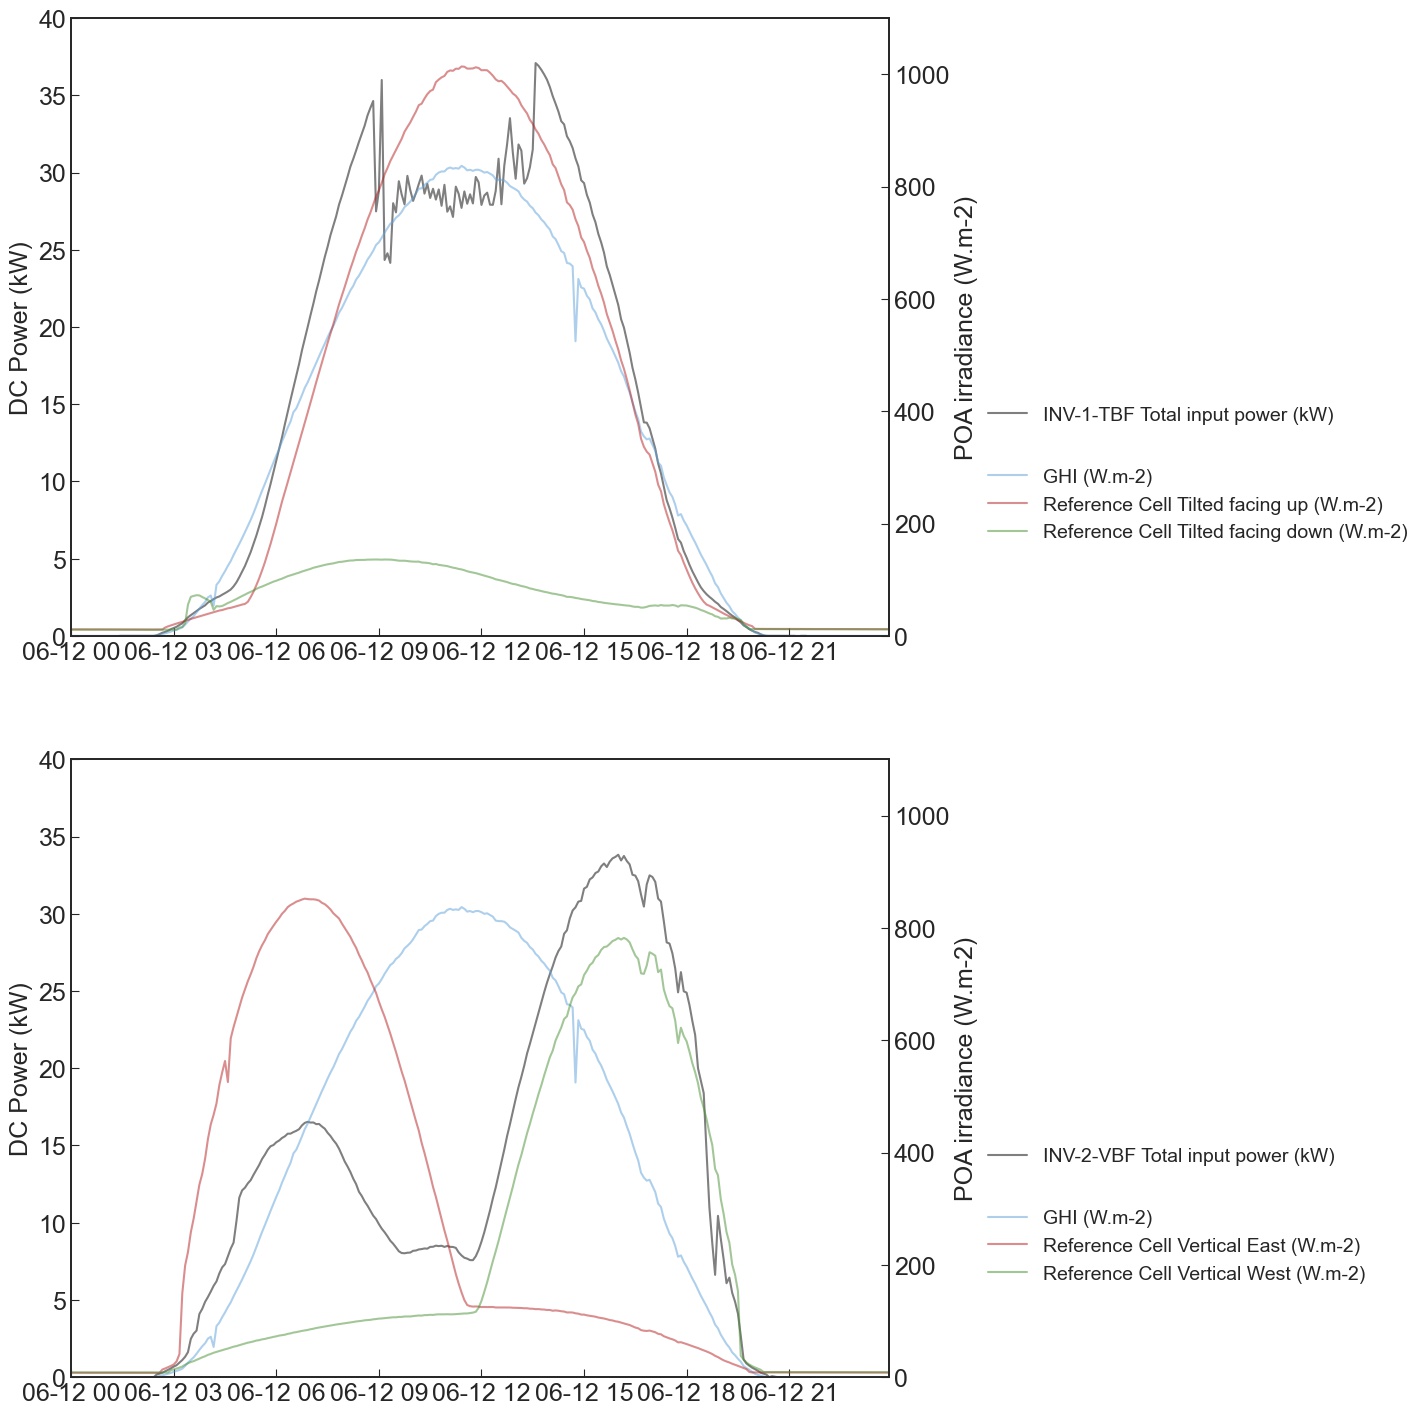 40
35
30
25
20
15
10
5
0
DC Power (kW)
1000
800
600
400
200
0
POA irradiance (W.m-2)
06-12 00 06-12 03 06-12 06 06-12 09 06-12 12 06-12 15 06-12 18 06-12 21
INV-1-TBF Total input power (kW)
GHI (W.m-2)
Reference Cell Tilted facing up (W.m-2)
Reference Cell Tilted facing down (W.m-2)
40
35
30
25
20
15
10
5
0
DC Power (kW)
1000
800
600
400
200
0
POA irradiance (W.m-2)
06-12 00 06-12 03 06-12 06 06-12 09 06-12 12 06-12 15 06-12 18 06-12 21
INV-2-VBF Total input power (kW)
GHI (W.m-2)
Reference Cell Vertical East (W.m-2)
Reference Cell Vertical West (W.m-2)